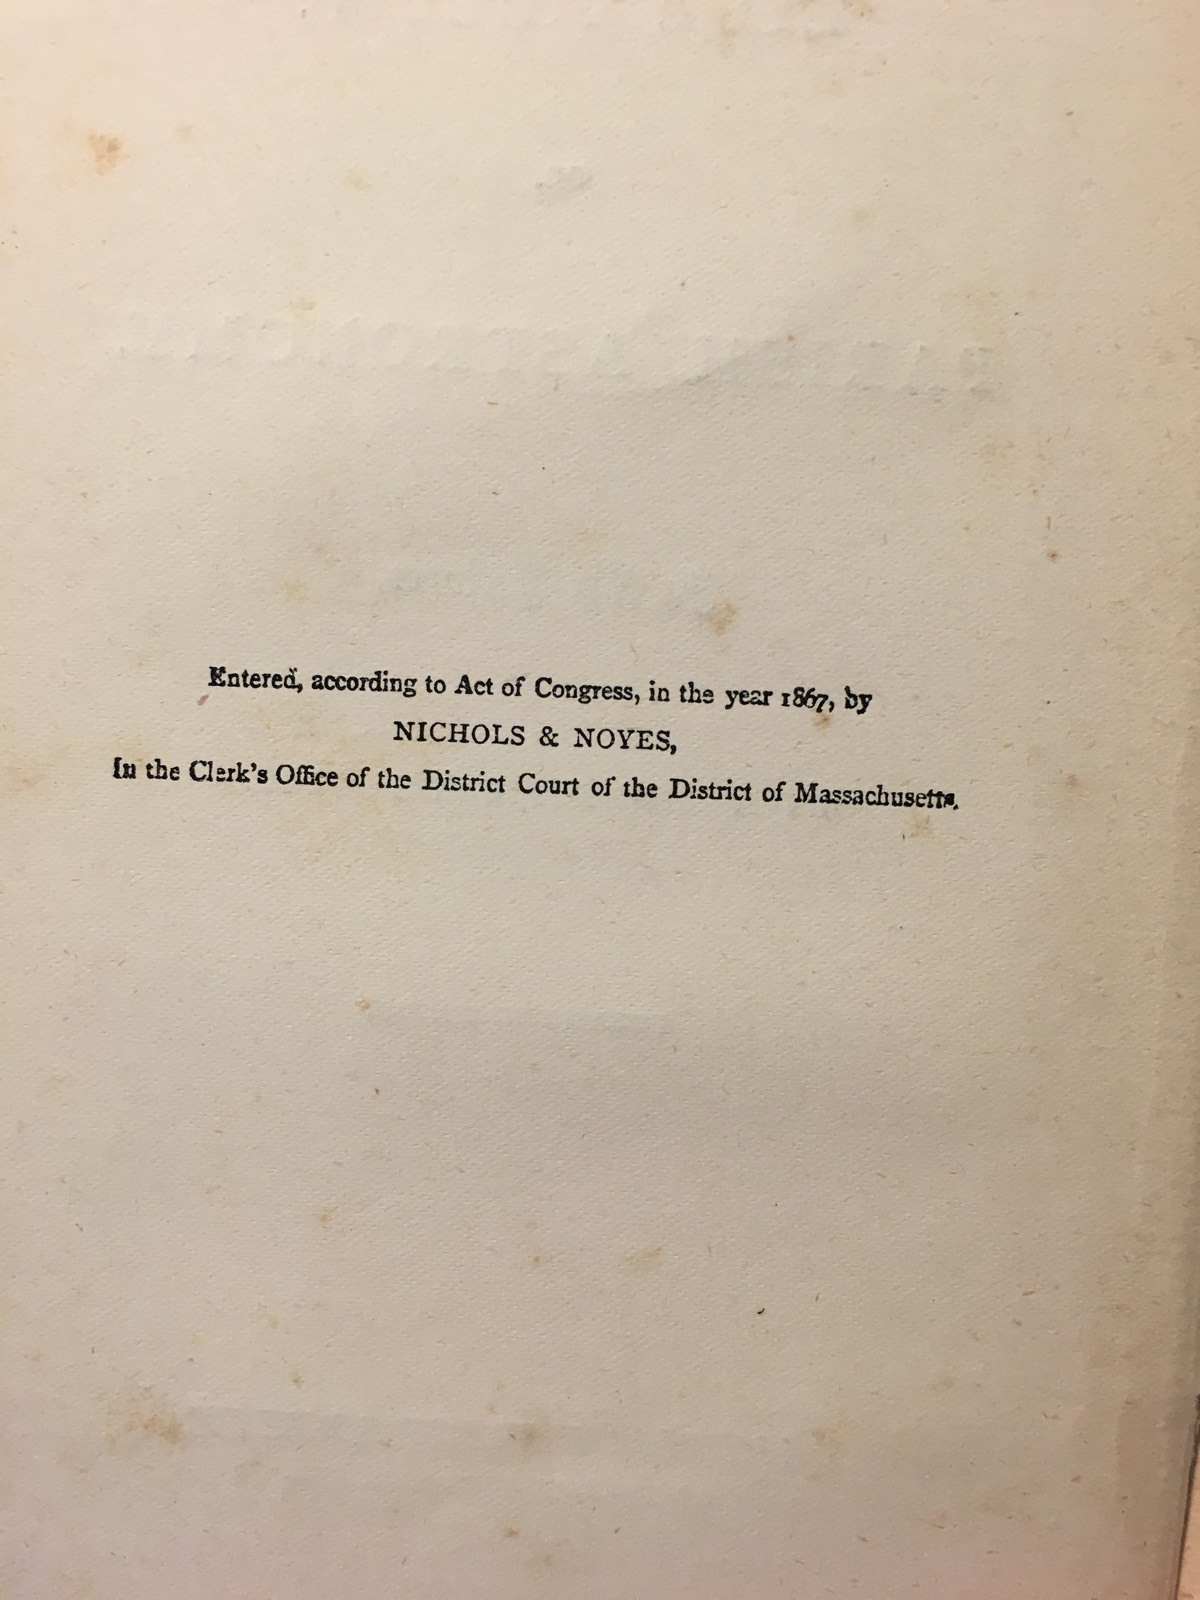 Entered, according to Act of Congress, in the year 1867, by
NICHOLS & NOYES,
In the Clerk's Office of the District Court of the District of Massachusetts.